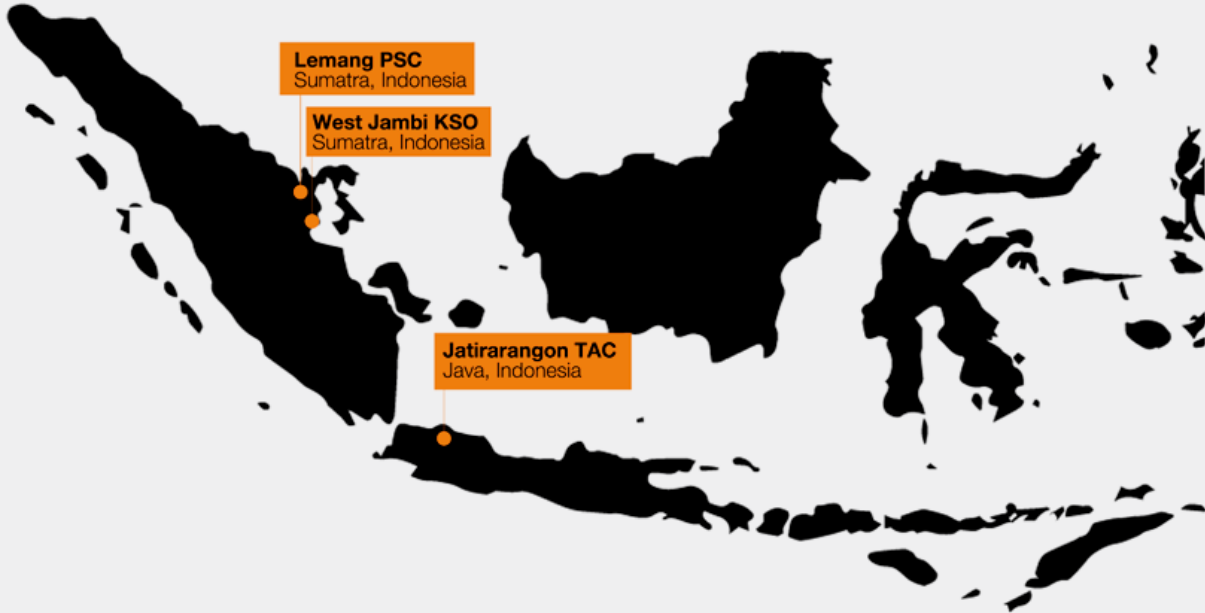 Lemang PSC
Sumatra, Indonesia
West Jambi KSO
Sumatra, Indonesia
Jatirarangon TAC
Java, Indonesia